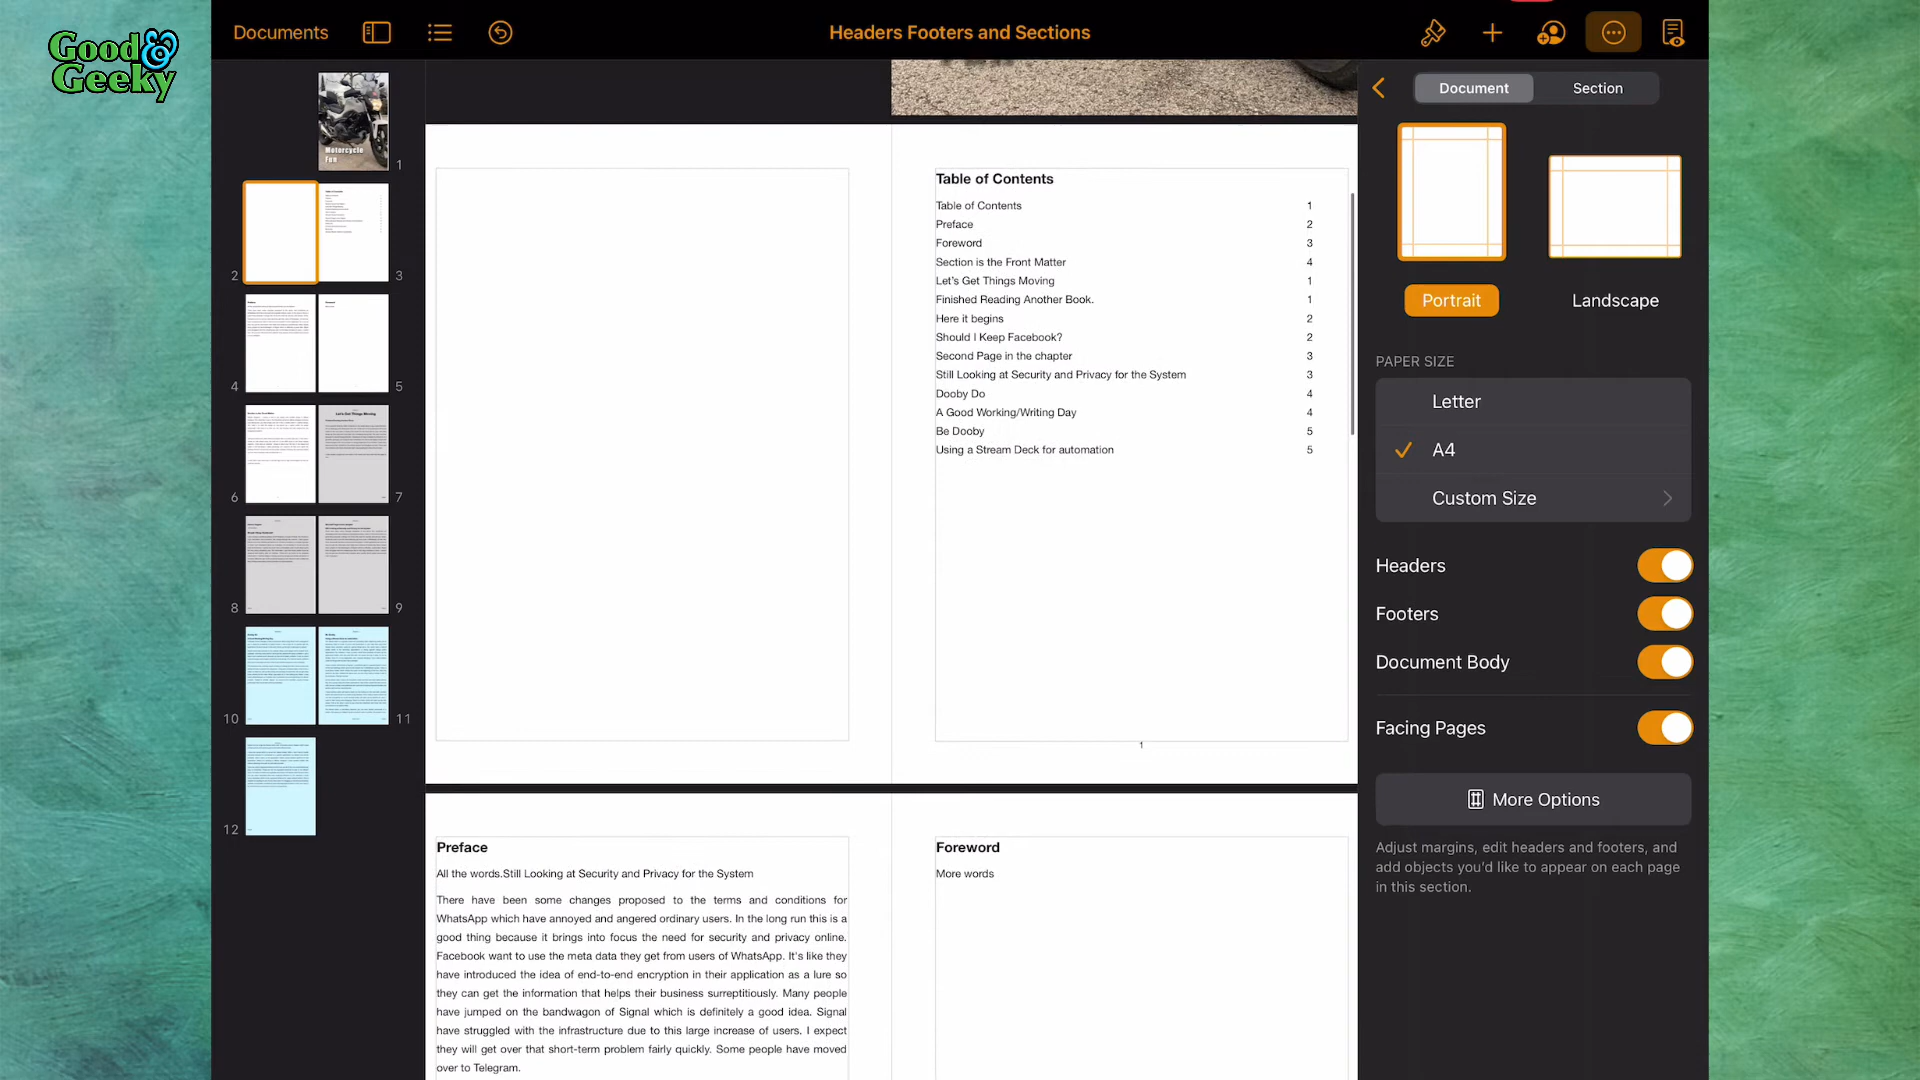 Good &
Geeky
Documents
Headers Footers and Sections
Motorcycle
Fun
1
2
3
4
5
6
7
8
9
10
11
12
Let's Get Things Moving
Table of Contents
Table of Contents 1
Preface 2
Foreword 3
Section is the Front Matter 4
Let's Get Things Moving 1
Finished Reading Another Book. 1
Here it begins 2
Should I Keep Facebook? 2
Second Page in the chapter 3
Still Looking at Security and Privacy for the System 3
Dooby Do 4
A Good Working/Writing Day 4
Be Dooby 5
Using a Stream Deck for automation 5
1
Preface
All the words.Still Looking at Security and Privacy for the System
There have been some changes proposed to the terms and conditions for
WhatsApp which have annoyed and angered ordinary users. In the long run this is a
good thing because it brings into focus the need for security and privacy online.
Facebook want to use the meta data they get from users of WhatsApp. It's like they
have introduced the idea of end-to-end encryption in their application as a lure so
they can get the information that helps their business surreptitiously. Many people
have jumped on the bandwagon of Signal which is definitely a good idea. Signal
have struggled with the infrastructure due to this large increase of users. I expect
they will get over that short-term problem fairly quickly. Some people have moved
over to Telegram.
Foreword
More words
Document
Section
Portrait
Landscape
PAPER SIZE
Letter
A4
Custom Size
Headers
Footers
Document Body
Facing Pages
More Options
Adjust margins, edit headers and footers, and
add objects you'd like to appear on each page
in this section.